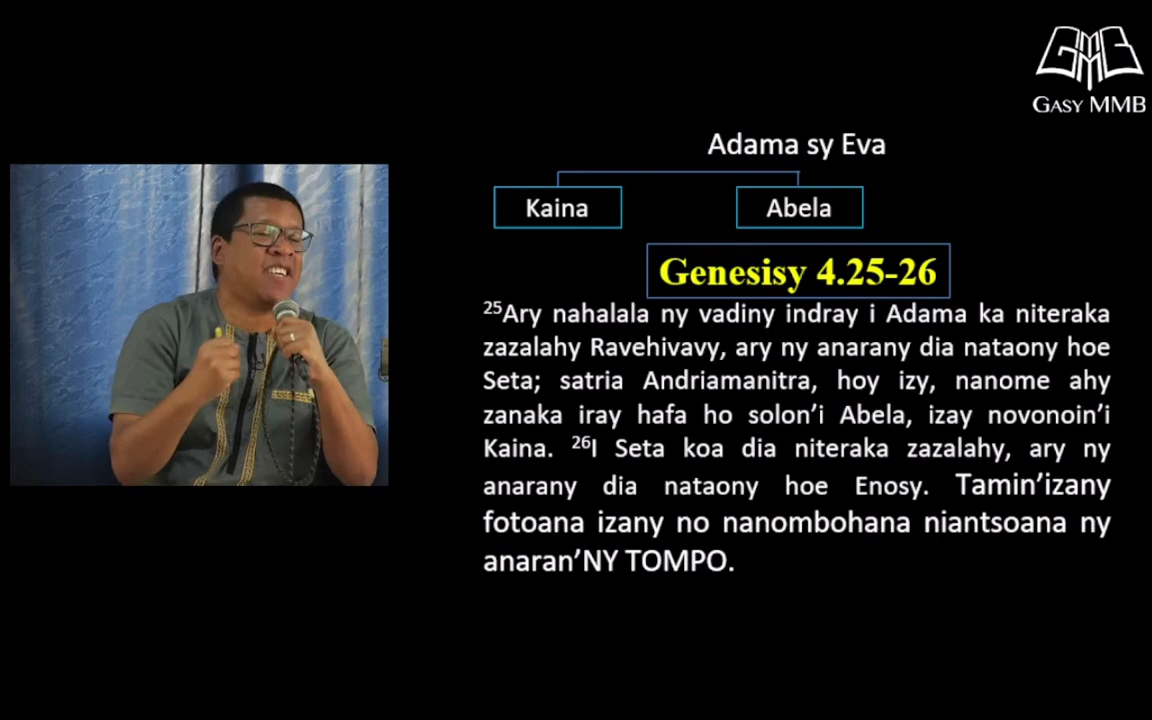 GMMB
GASY MMB
Adama sy Eva
Kaina
Abela
Genesisy 4.25-26
²⁵Ary nahalala ny vadiny indray i Adama ka niteraka
zazalahy Ravehivavy, ary ny anarany dia nataony hoe
Seta; satria Andriamanitra, hoy izy, nanome ahy
zanaka iray hafa ho solon’i Abela, izay novonoin’i
Kaina. ²⁶I Seta koa dia niteraka zazalahy, ary ny
anarany dia nataony hoe Enosy. Tamin’izany
fotoana izany no nanombohana niantsoana ny
anaran’NY TOMPO.